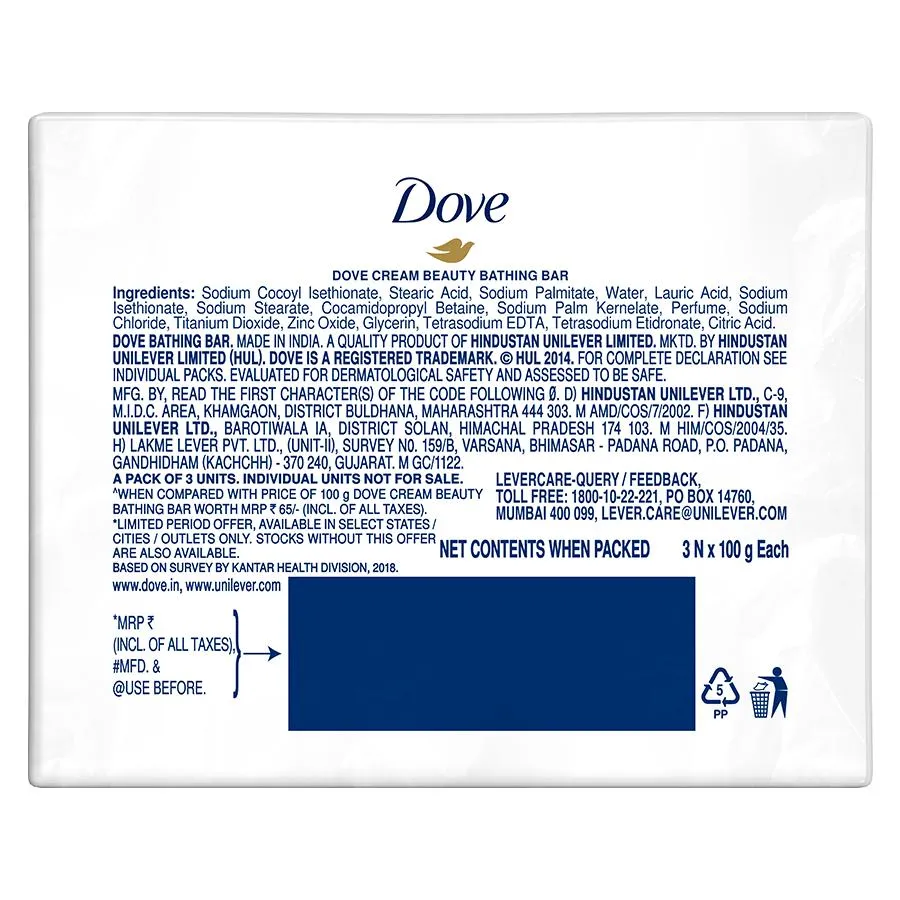 Dove
DOVE CREAM BEAUTY BATHING BAR
Ingredients: Sodium Cocoyl Isethionate, Stearic Acid, Sodium Palmitate, Water, Lauric Acid, Sodium
Isethionate, Sodium Stearate, Cocamidopropyl Betaine, Sodium Palm Kernelate, Perfume, Sodium
Chloride, Titanium Dioxide, Zinc Oxide, Glycerin, Tetrasodium EDTA, Tetrasodium Etidronate, Citric Acid.
DOVE BATHING BAR. MADE IN INDIA. A QUALITY PRODUCT OF HINDUSTAN UNILEVER LIMITED. MKTD. BY HINDUSTAN
UNILEVER LIMITED (HUL). DOVE IS A REGISTERED TRADEMARK. © HUL 2014. FOR COMPLETE DECLARATION SEE
INDIVIDUAL PACKS. EVALUATED FOR DERMATOLOGICAL SAFETY AND ASSESSED TO BE SAFE.
MFG. BY, READ THE FIRST CHARACTER(S) OF THE CODE FOLLOWING Ø. D) HINDUSTAN UNILEVER LTD., C-9,
M.I.D.C. AREA, KHAMGAON, DISTRICT BULDHANA, MAHARASHTRA 444 303. M AMD/COS/7/2002. F) HINDUSTAN
UNILEVER LTD., BAROTIWALA IA, DISTRICT SOLAN, HIMACHAL PRADESH 174 103. M HIM/COS/2004/35.
H) LAKME LEVER PVT. LTD., (UNIT-II), SURVEY NO. 159/B, VARSANA, BHIMASAR - PADANA ROAD, P.O. PADANA,
GANDHIDHAM (KACHCHH) - 370 240, GUJARAT. M GC/1122.
A PACK OF 3 UNITS. INDIVIDUAL UNITS NOT FOR SALE.
^WHEN COMPARED WITH PRICE OF 100 g DOVE CREAM BEAUTY
BATHING BAR WORTH MRP ₹ 65/- (INCL. OF ALL TAXES).
*LIMITED PERIOD OFFER, AVAILABLE IN SELECT STATES /
CITIES / OUTLETS ONLY. STOCKS WITHOUT THIS OFFER
ARE ALSO AVAILABLE.
BASED ON SURVEY BY KANTAR HEALTH DIVISION, 2018.
www.dove.in, www.unilever.com
LEVERCARE-QUERY / FEEDBACK,
TOLL FREE: 1800-10-22-221, PO BOX 14760,
MUMBAI 400 099, LEVER.CARE@UNILEVER.COM
NET CONTENTS WHEN PACKED 3 N x 100 g Each
*MRP ₹
(INCL. OF ALL TAXES),
#MFD. &
@USE BEFORE.
5
PP